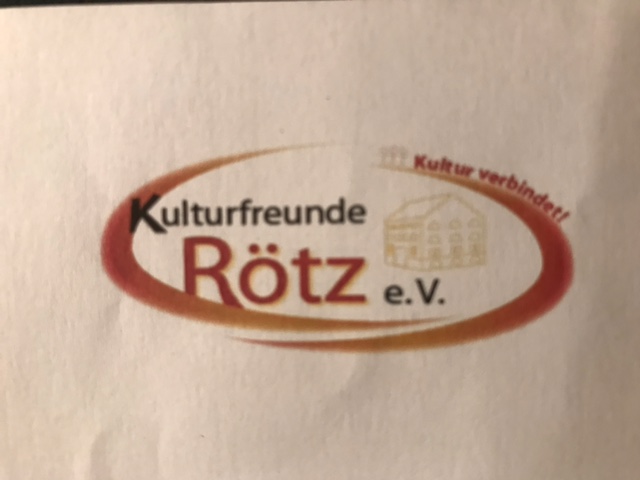 Kultur verbindet!
Kulturfreunde
Rötz e.V.